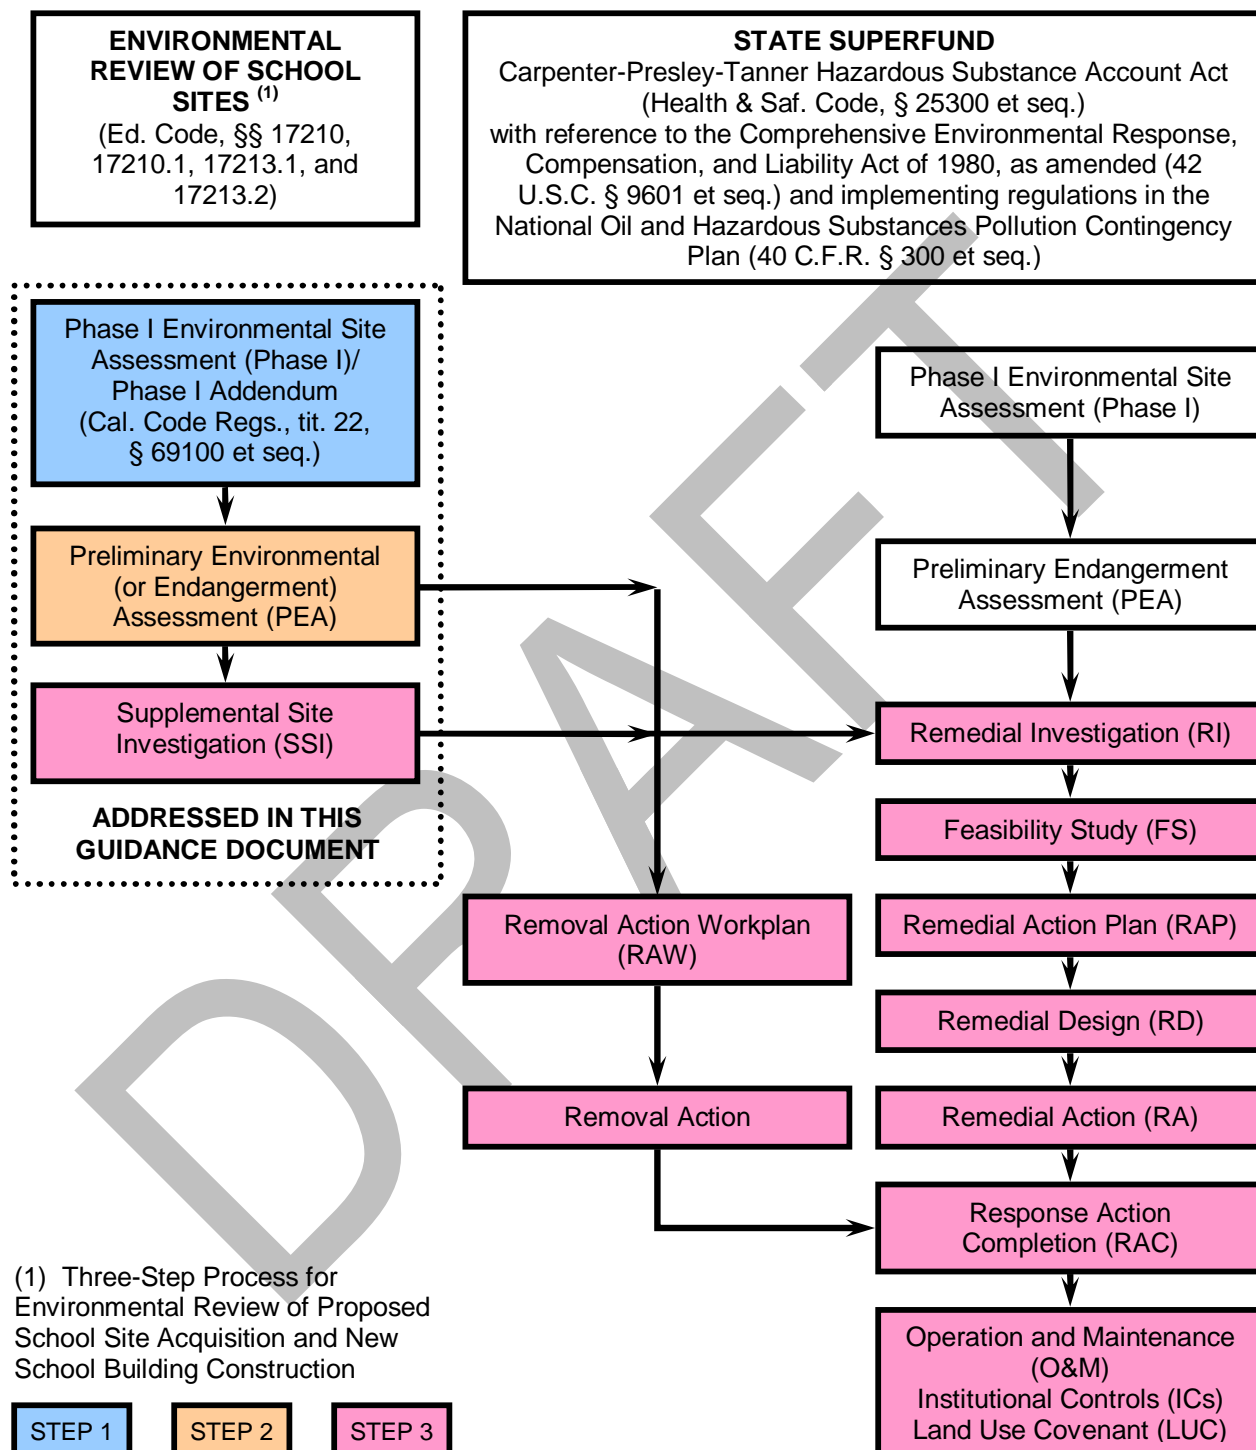 ENVIRONMENTAL
REVIEW OF SCHOOL
SITES (1)
(Ed. Code, §§ 17210,
17210.1, 17213.1, and
17213.2)
STATE SUPERFUND
Carpenter-Presley-Tanner Hazardous Substance Account Act
(Health & Saf. Code, § 25300 et seq.)
with reference to the Comprehensive Environmental Response,
Compensation, and Liability Act of 1980, as amended (42
U.S.C. § 9601 et seq.) and implementing regulations in the
National Oil and Hazardous Substances Pollution Contingency
Plan (40 C.F.R. § 300 et seq.)
Phase I Environmental Site
Assessment (Phase I)/
Phase I Addendum
(Cal. Code Regs., tit. 22,
§ 69100 et seq.)
Phase I Environmental Site
Assessment (Phase I)
Preliminary Environmental
(or Endangerment)
Assessment (PEA)
Preliminary Endangerment
Assessment (PEA)
Supplemental Site
Investigation (SSI)
Remedial Investigation (RI)
ADDRESSED IN THIS
GUIDANCE DOCUMENT
Feasibility Study (FS)
Removal Action Workplan
(RAW)
Remedial Action Plan (RAP)
Remedial Design (RD)
Removal Action
Remedial Action (RA)
Response Action
Completion (RAC)
(1) Three-Step Process for
Environmental Review of Proposed
School Site Acquisition and New
School Building Construction
Operation and Maintenance
(O&M)
Institutional Controls (ICs)
Land Use Covenant (LUC)
STEP 1
STEP 2
STEP 3
DRAFT